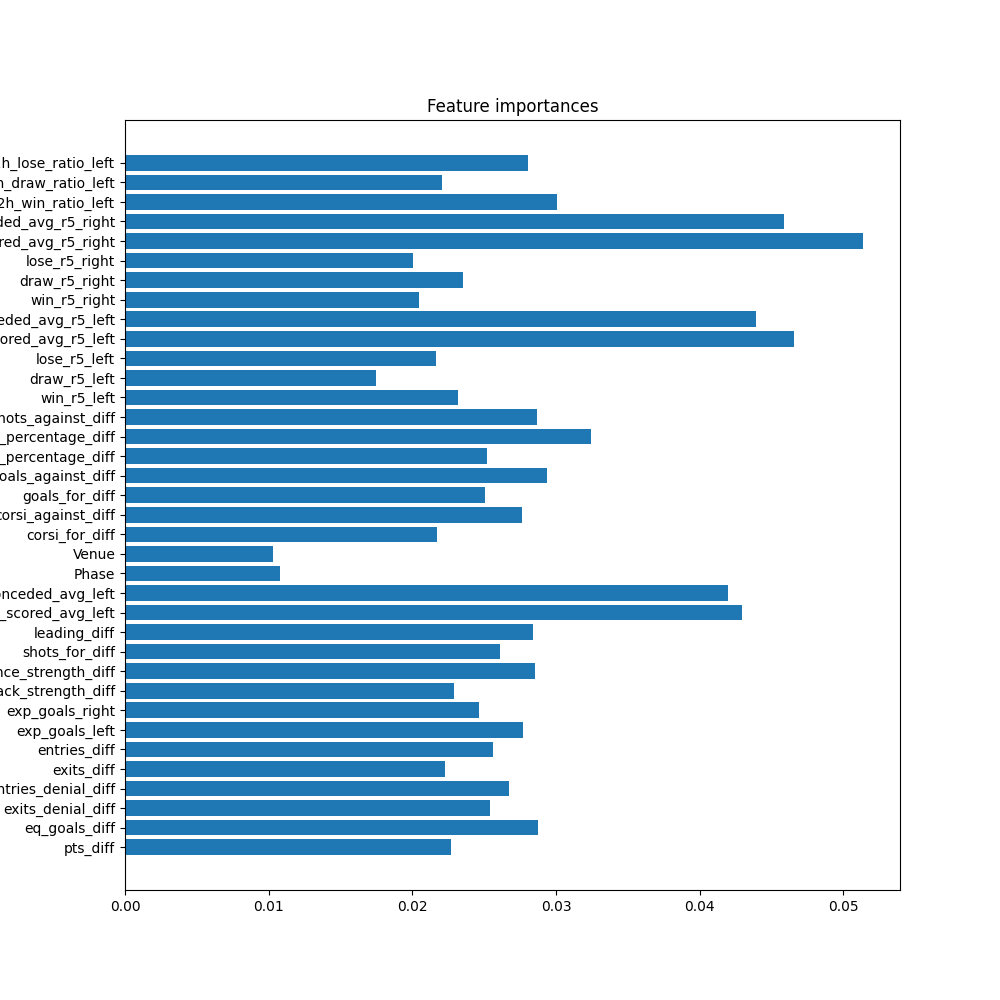 Feature importances
h_lose_ratio_left
h_draw_ratio_left
2h_win_ratio_left
ded_avg_r5_right
red_avg_r5_right
lose_r5_right
draw_r5_right
win_r5_right
eded_avg_r5_left
ored_avg_r5_left
lose_r5_left
draw_r5_left
win_r5_left
hots_against_diff
_percentage_diff
_percentage_diff
oals_against_diff
goals_for_diff
corsi_against_diff
corsi_for_diff
Venue
Phase
onceded_avg_left
_scored_avg_left
leading_diff
shots_for_diff
nce_strength_diff
ack_strength_diff
exp_goals_right
exp_goals_left
entries_diff
exits_diff
ntries_denial_diff
exits_denial_diff
eq_goals_diff
pts_diff
0.00 0.01 0.02 0.03 0.04 0.05